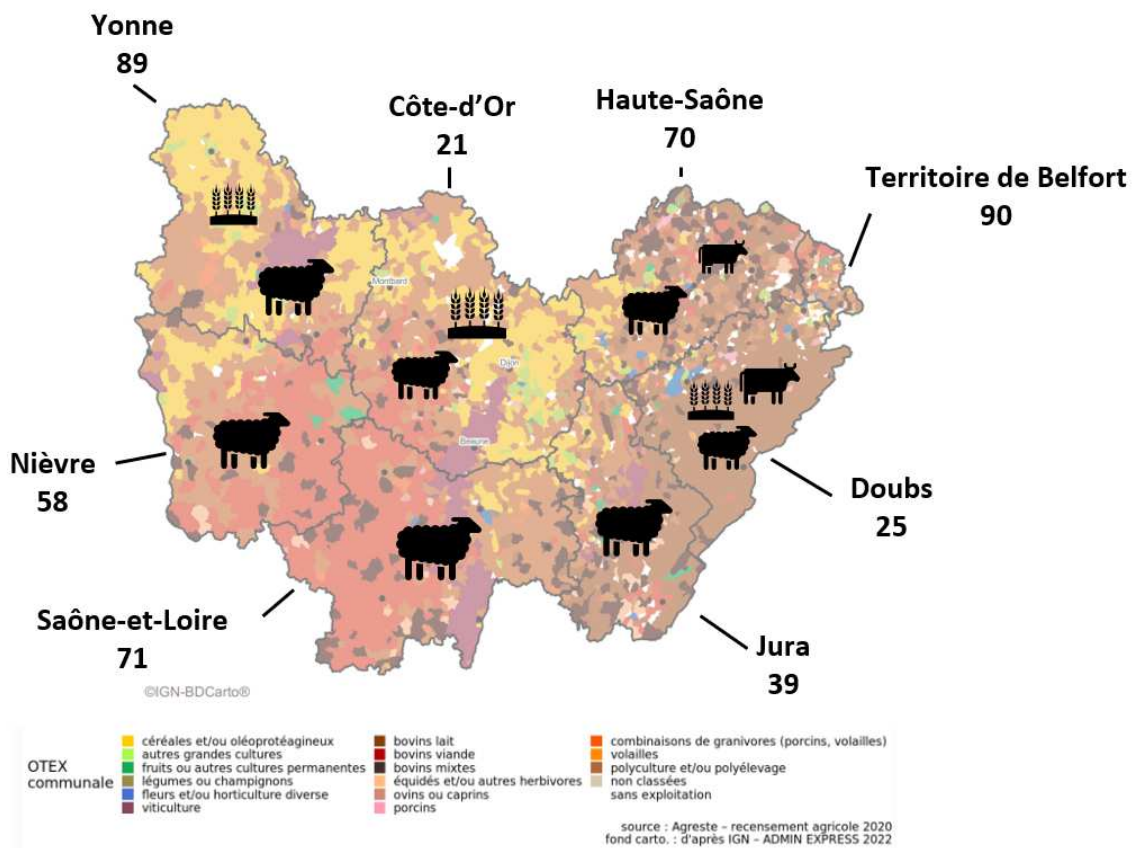 Yonne
89
Côte-d'Or
21
Haute-Saône
70
Territoire de Belfort
90
Montbard
Dijon
Beaune
Nièvre
58
Doubs
25
Saône-et-Loire
71
Jura
39
©IGN-BDCarto®
OTEX
communale
céréales et/ou oléoprotéagineux
autres grandes cultures
fruits ou autres cultures permanentes
légumes ou champignons
fleurs et/ou horticulture diverse
viticulture
bovins lait
bovins viande
bovins mixtes
équidés et/ou autres herbivores
ovins ou caprins
porcins
combinaisons de granivores (porcins, volailles)
volailles
polyculture et/ou polyélevage
non classées
sans exploitation
source : Agreste – recensement agricole 2020
fond carto. : d'après IGN – ADMIN EXPRESS 2022